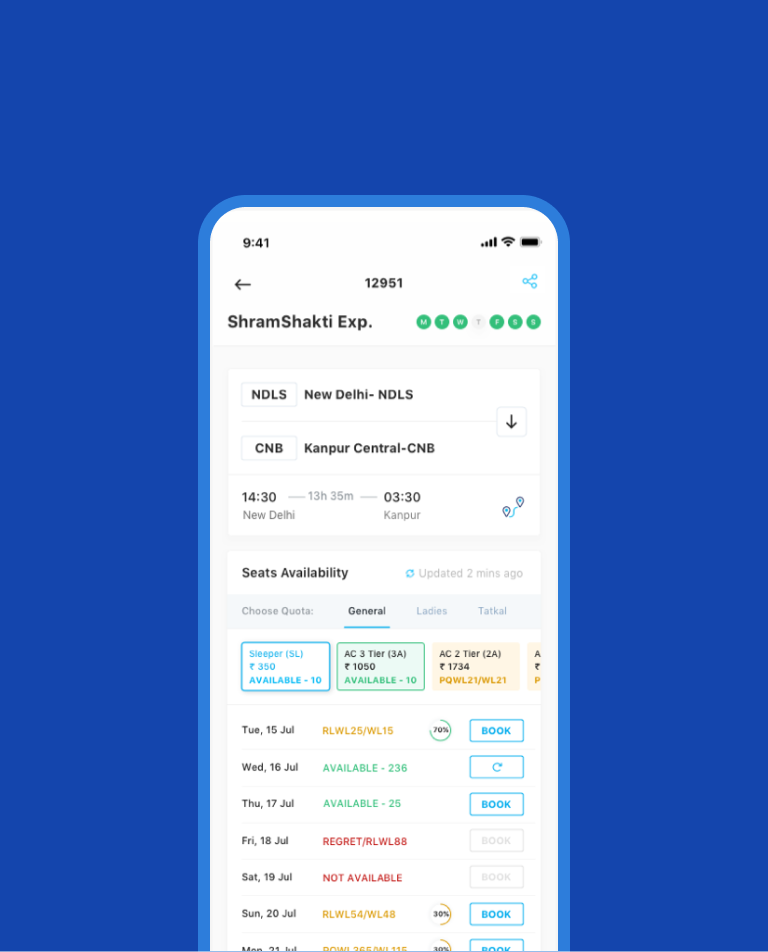 9:41
12951
ShramShakti Exp. M T W T F S S
NDLS New Delhi- NDLS
CNB Kanpur Central-CNB
14:30 13h 35m 03:30
New Delhi Kanpur
Seats Availability Updated 2 mins ago
Choose Quota: General Ladies Tatkal
Sleeper (SL) AC 3 Tier (3A) AC 2 Tier (2A) A
₹ 350 ₹ 1050 ₹ 1734 ₹
AVAILABLE - 10 AVAILABLE - 10 PQWL21/WL21 P
Tue, 15 Jul RLWL25/WL15 70% BOOK
Wed, 16 Jul AVAILABLE - 236
Thu, 17 Jul AVAILABLE - 25 BOOK
Fri, 18 Jul REGRET/RLWL88 BOOK
Sat, 19 Jul NOT AVAILABLE BOOK
Sun, 20 Jul RLWL54/WL48 30% BOOK
Mon, 21 Jul PQWL365/WL115 30% BOOK